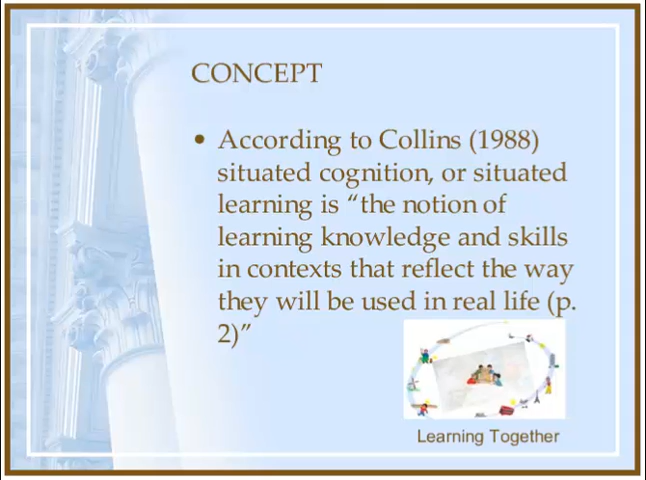 CONCEPT
• According to Collins (1988)
situated cognition, or situated
learning is “the notion of
learning knowledge and skills
in contexts that reflect the way
they will be used in real life (p.
2)”
Learning Together